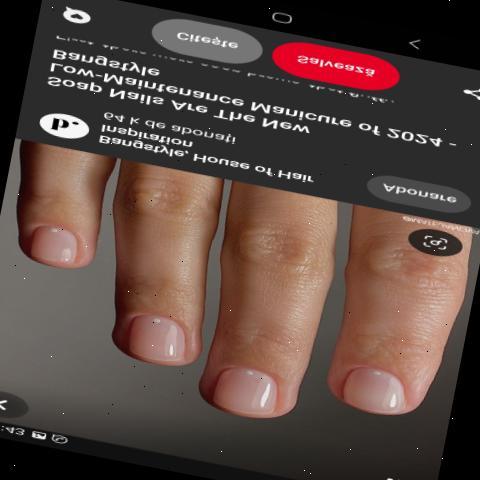 :43
Bangstyle, House of Hair
Inspiration
64 k de abonați
Abonare
Soap Nails Are The New
Low-Maintenance Manicure of 2024 -
Bangstyle
Citește
Salvează